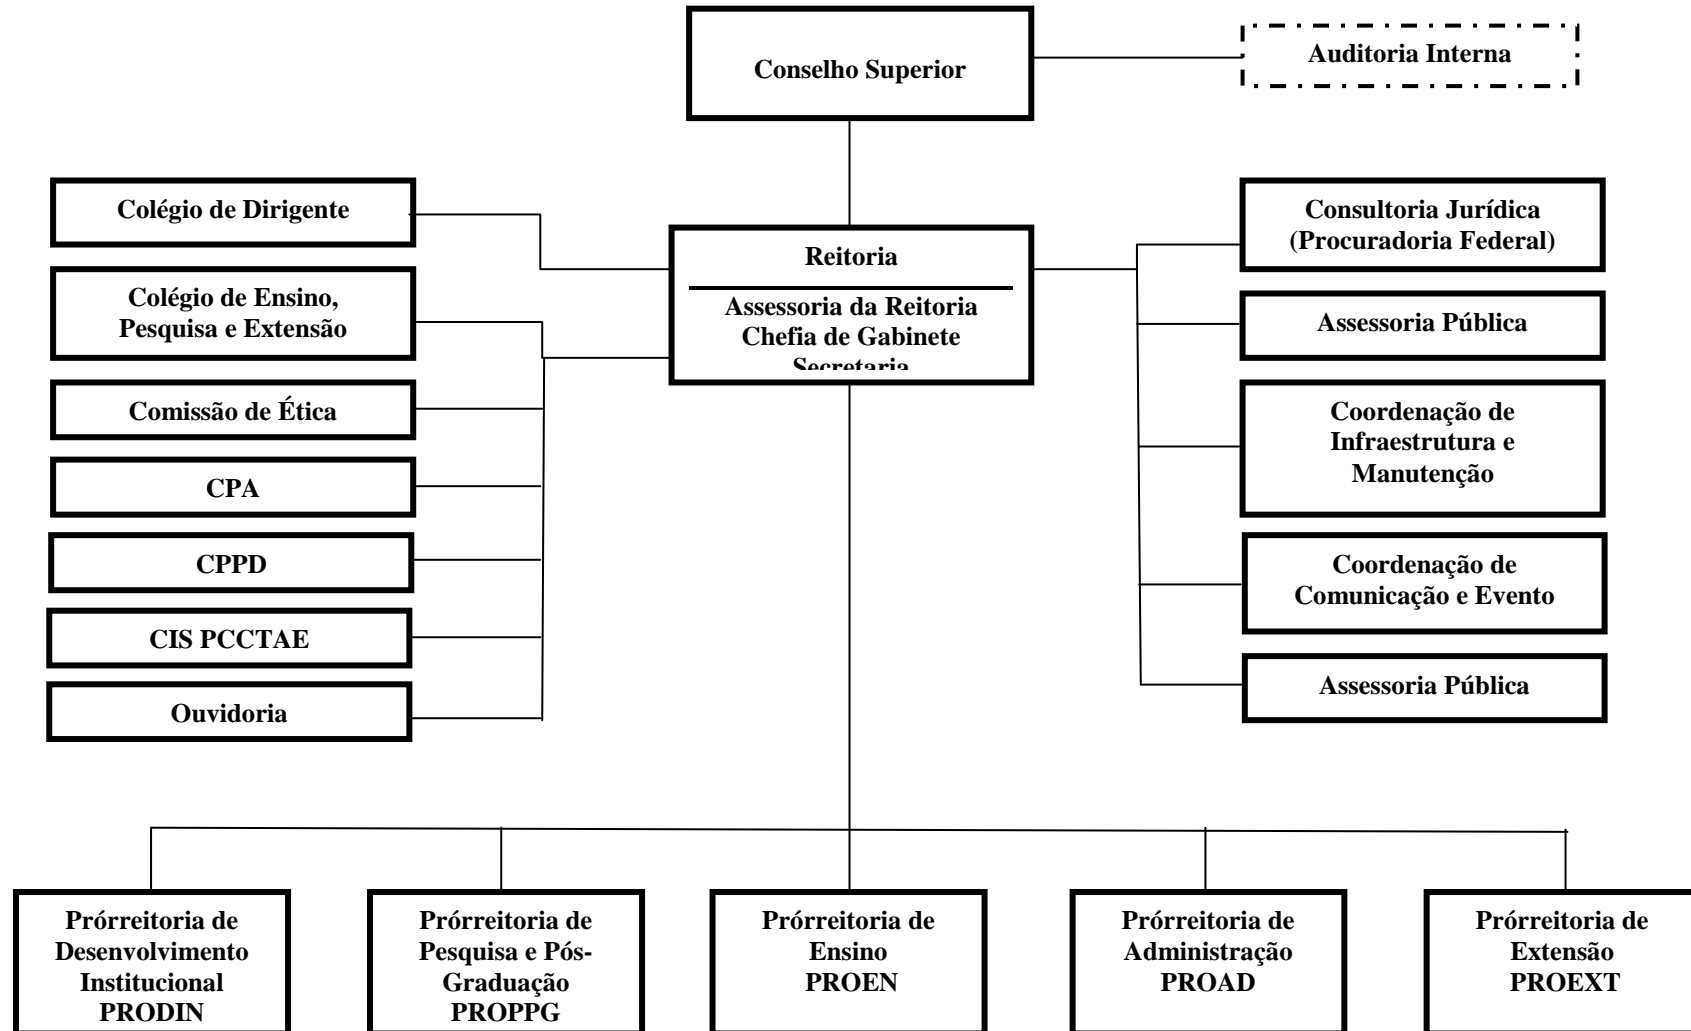 Conselho Superior
Auditoria Interna
Colégio de Dirigente
Colégio de Ensino,
Pesquisa e Extensão
Comissão de Ética
CPA
CPPD
CIS PCCTAE
Ouvidoria
Reitoria
Assessoria da Reitoria
Chefia de Gabinete
Secretaria
Consultoria Jurídica
(Procuradoria Federal)
Assessoria Pública
Coordenação de
Infraestrutura e
Manutenção
Coordenação de
Comunicação e Evento
Assessoria Pública
Prórreitoria de
Desenvolvimento
Institucional
PRODIN
Prórreitoria de
Pesquisa e Pós-
Graduação
PROPPG
Prórreitoria de
Ensino
PROEN
Prórreitoria de
Administração
PROAD
Prórreitoria de
Extensão
PROEXT